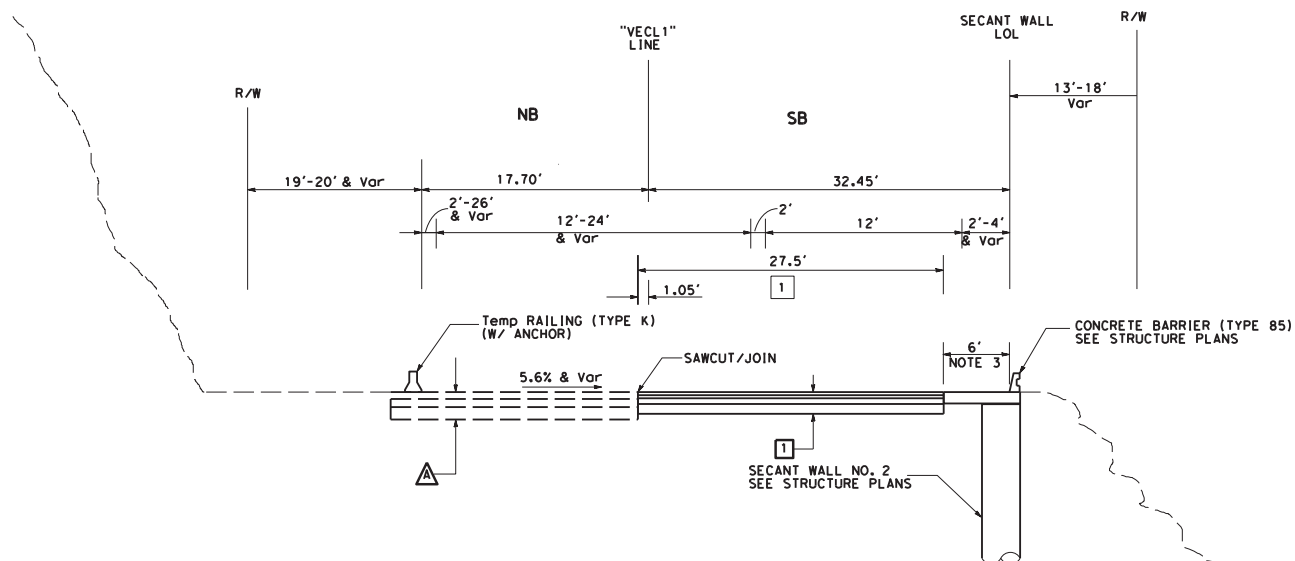 "VECL1"
LINE
SECANT WALL
LOL
R/W
R/W
13'-18'
Var
NB
SB
19'-20' & Var
17.70'
32.45'
2'-26'
& Var
12'-24'
& Var
2'
12'
2'-4'
& Var
27.5'
1
1.05'
Temp RAILING (TYPE K)
(W/ ANCHOR)
SAWCUT/JOIN
6'
NOTE 3
CONCRETE BARRIER (TYPE 85)
SEE STRUCTURE PLANS
5.6% & Var
A
1
SECANT WALL NO. 2
SEE STRUCTURE PLANS